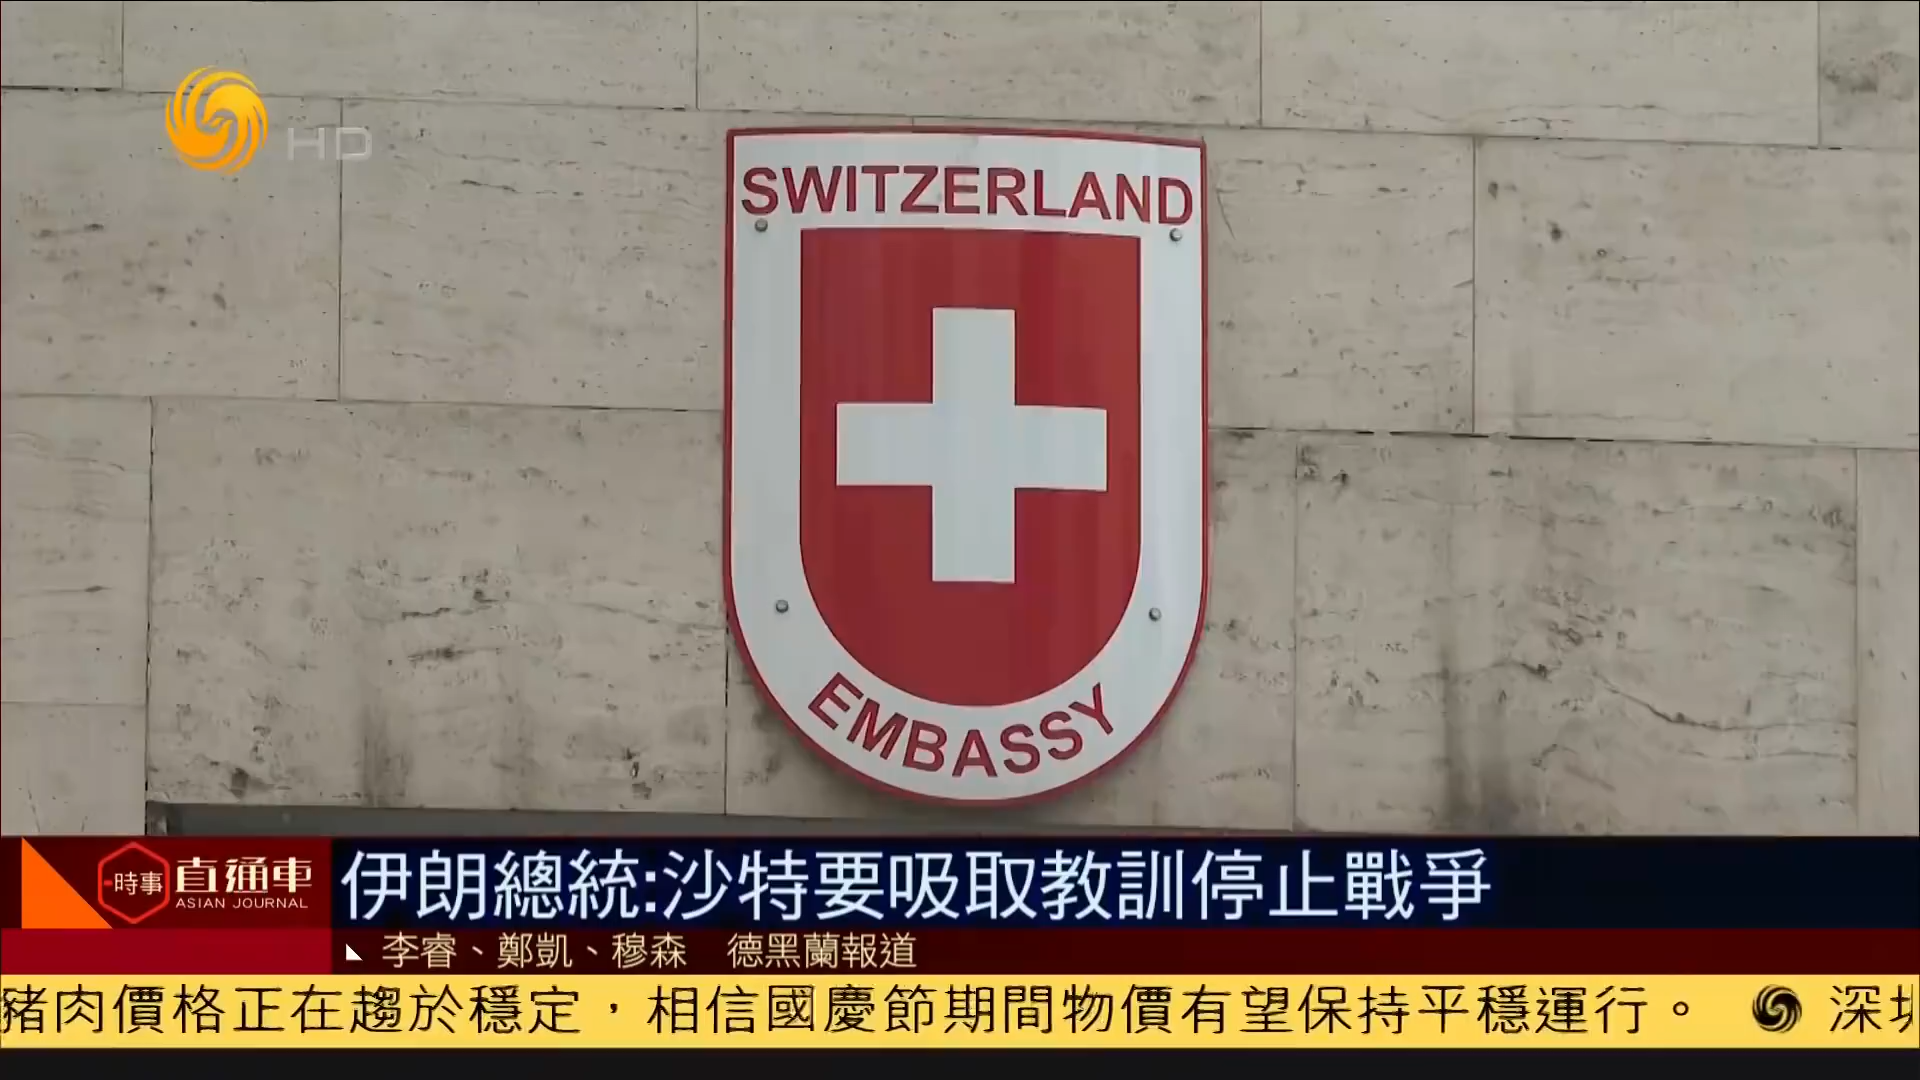 HD
SWITZERLAND
EMBASSY
時事
直通車
ASIAN JOURNAL
伊朗總統:沙特要吸取教訓停止戰爭
李睿、鄭凱、穆森 德黑蘭報道
豬肉價格正在趨於穩定，相信國慶節期間物價有望保持平穩運行。 深圳